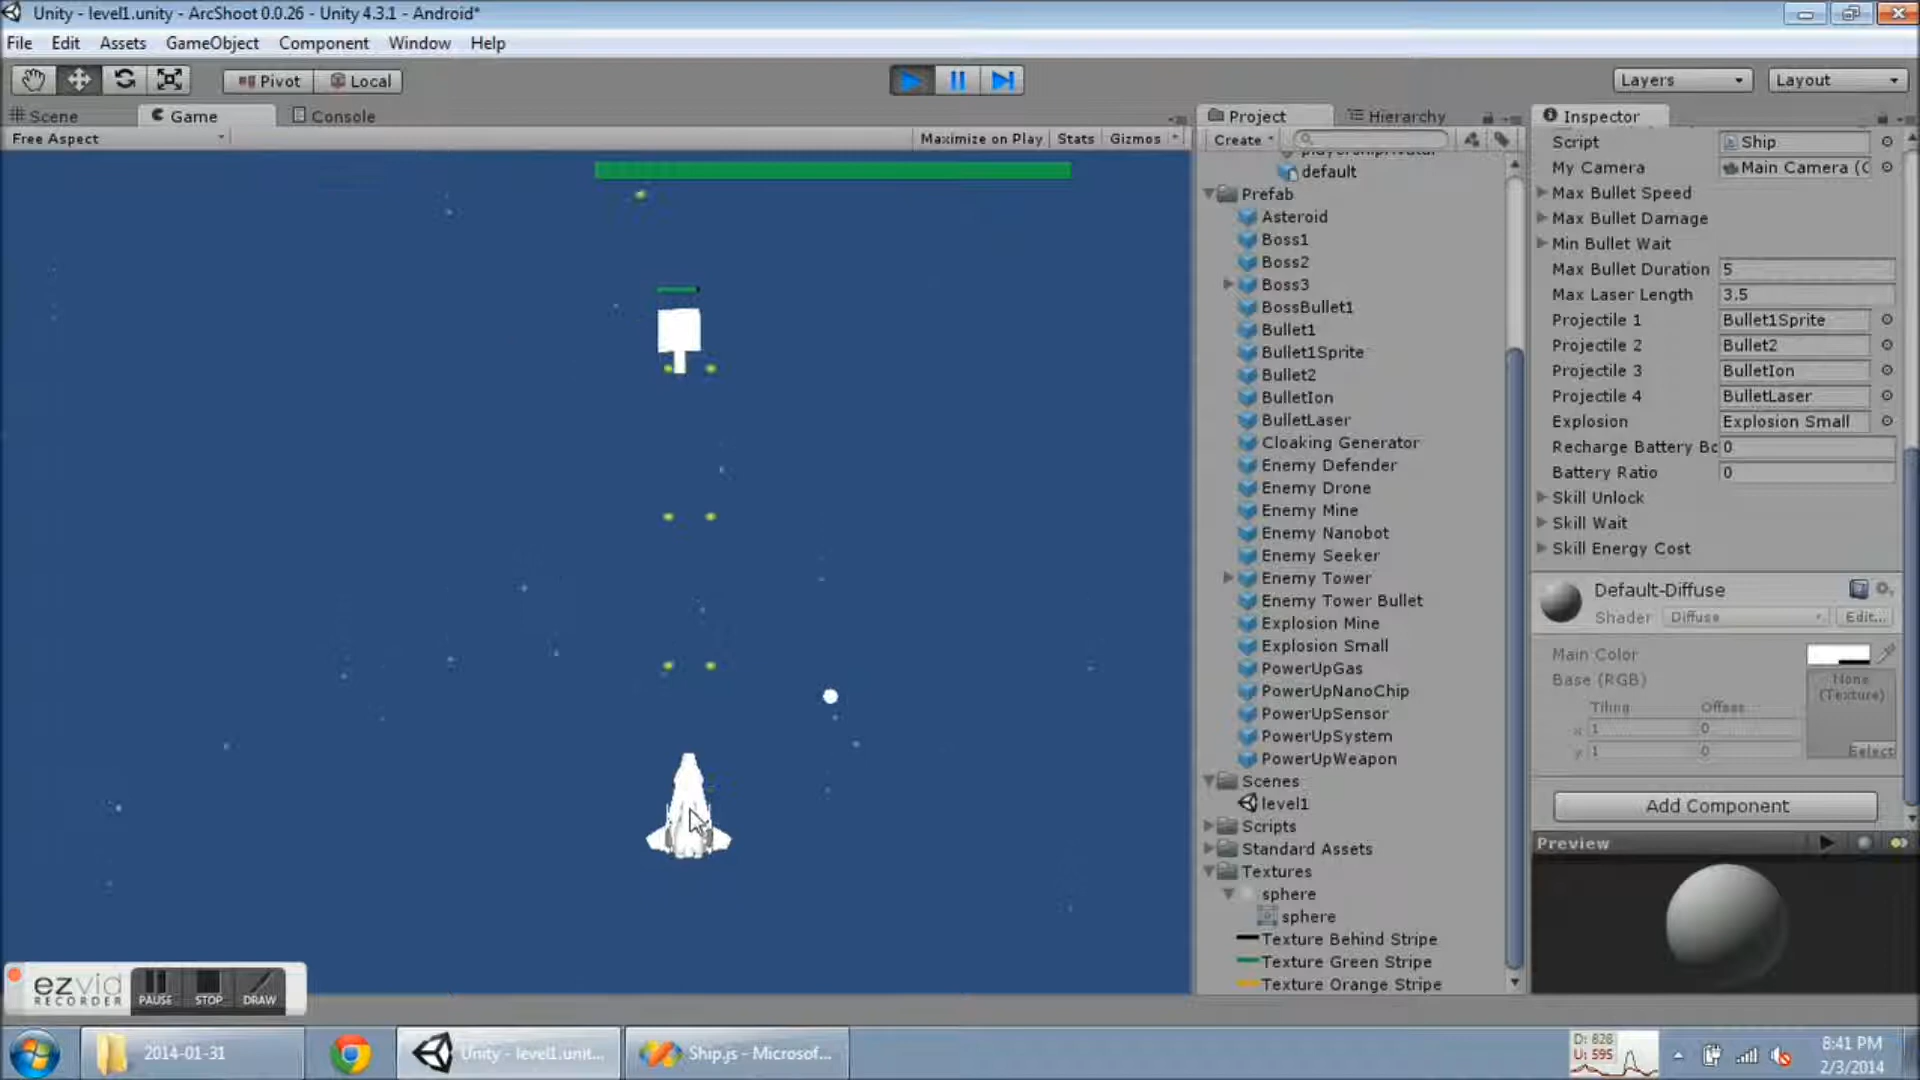 Unity - level1.unity - ArcShoot 0.0.26 - Unity 4.3.1 - Android*
File Edit Assets GameObject Component Window Help
Pivot Local Layers Layout
Scene Game Console Project Hierarchy Inspector
Free Aspect Maximize on Play Stats Gizmos Create
default
Prefab
Asteroid
Boss1
Boss2
Boss3
BossBullet1
Bullet1
Bullet1Sprite
Bullet2
BulletIon
BulletLaser
Cloaking Generator
Enemy Defender
Enemy Drone
Enemy Mine
Enemy Nanobot
Enemy Seeker
Enemy Tower
Enemy Tower Bullet
Explosion Mine
Explosion Small
PowerUpGas
PowerUpNanoChip
PowerUpSensor
PowerUpSystem
PowerUpWeapon
Scenes
level1
Scripts
Standard Assets
Textures
sphere
sphere
Texture Behind Stripe
Texture Green Stripe
Texture Orange Stripe
Script Ship
My Camera Main Camera (C
Max Bullet Speed
Max Bullet Damage
Min Bullet Wait
Max Bullet Duration 5
Max Laser Length 3.5
Projectile 1 Bullet1Sprite
Projectile 2 Bullet2
Projectile 3 BulletIon
Projectile 4 BulletLaser
Explosion Explosion Small
Recharge Battery Bc 0
Battery Ratio 0
Skill Unlock
Skill Wait
Skill Energy Cost
Default-Diffuse
Shader Diffuse Edit...
Main Color
Base (RGB) None
(Texture)
Tiling Offset
x 1 0
y 1 0
Select
Add Component
Preview
ezvid
RECORDER
PAUSE STOP DRAW
2014-01-31
Unity - level1.unit...
Ship.js - Microsof...
D: 828
U: 595
8:41 PM
2/3/2014